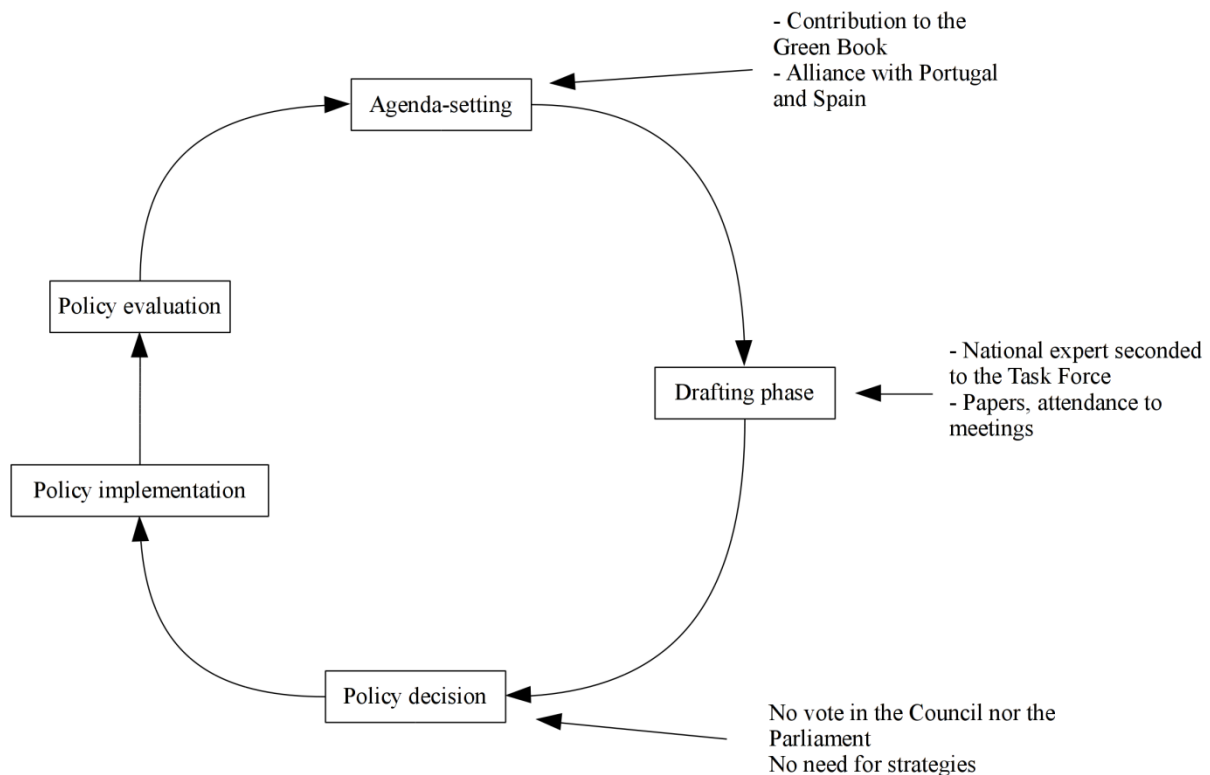 - Contribution to the
Green Book
- Alliance with Portugal
and Spain
Agenda-setting
Policy evaluation
- National expert seconded
to the Task Force
- Papers, attendance to
meetings
Drafting phase
Policy implementation
Policy decision
No vote in the Council nor the
Parliament
No need for strategies